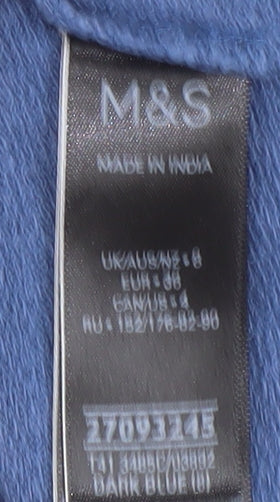 M&S
MADE IN INDIA
UK/AUS/NZ: 8
EUR: 36
CAN/US: 4
RU: 152/176-82-90
27093245
T41
DARK BLUE (I)